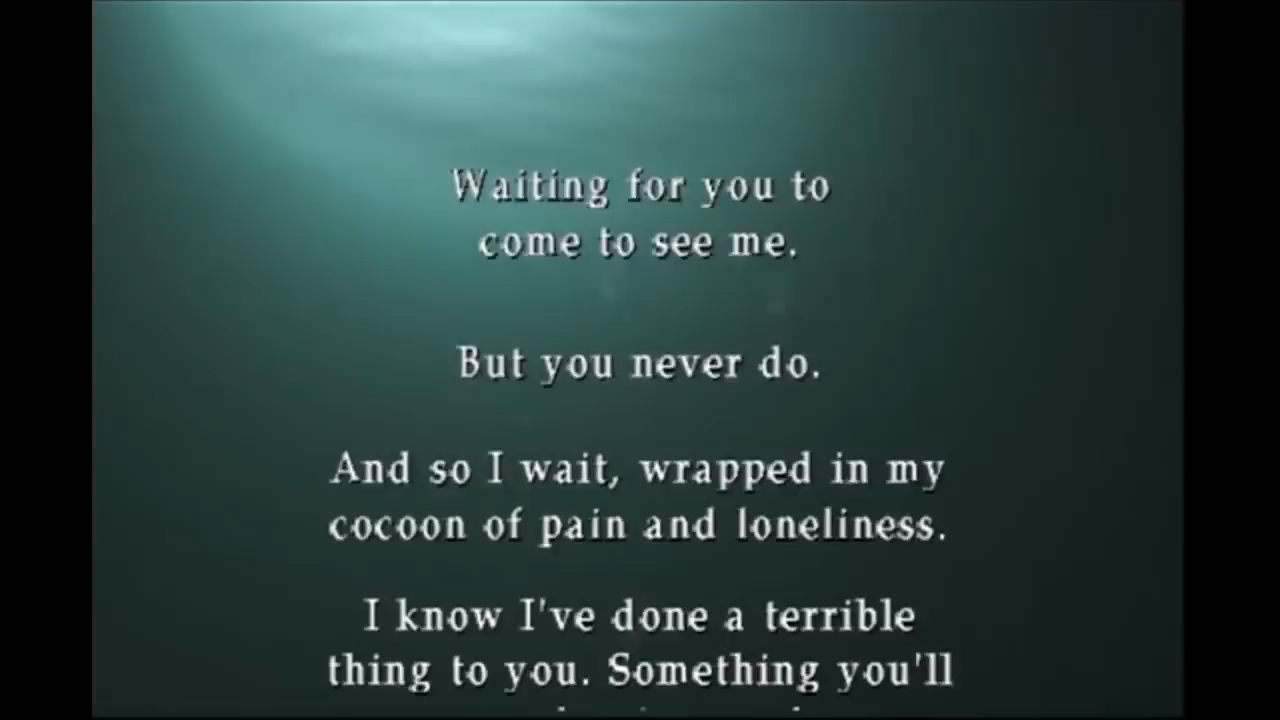 Waiting for you to
come to see me.
But you never do.
And so I wait, wrapped in my
cocoon of pain and loneliness.
I know I've done a terrible
thing to you. Something you'll